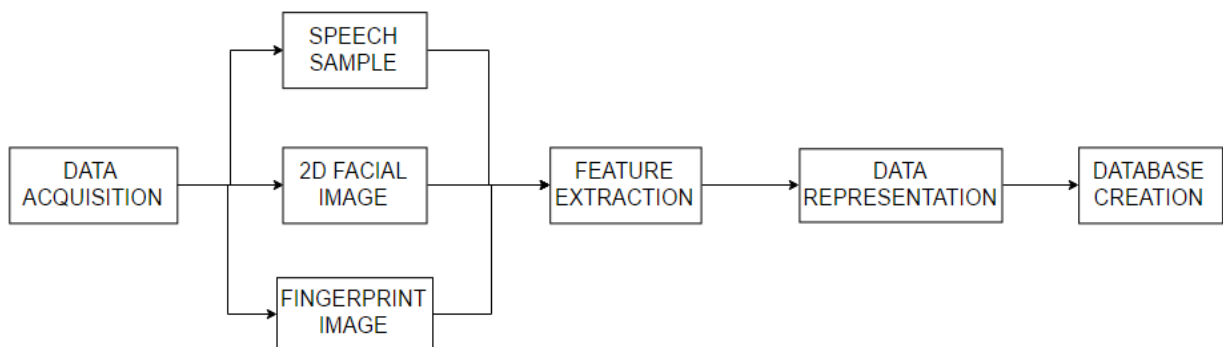 DATA
ACQUISITION
SPEECH
SAMPLE
2D FACIAL
IMAGE
FINGERPRINT
IMAGE
FEATURE
EXTRACTION
DATA
REPRESENTATION
DATABASE
CREATION